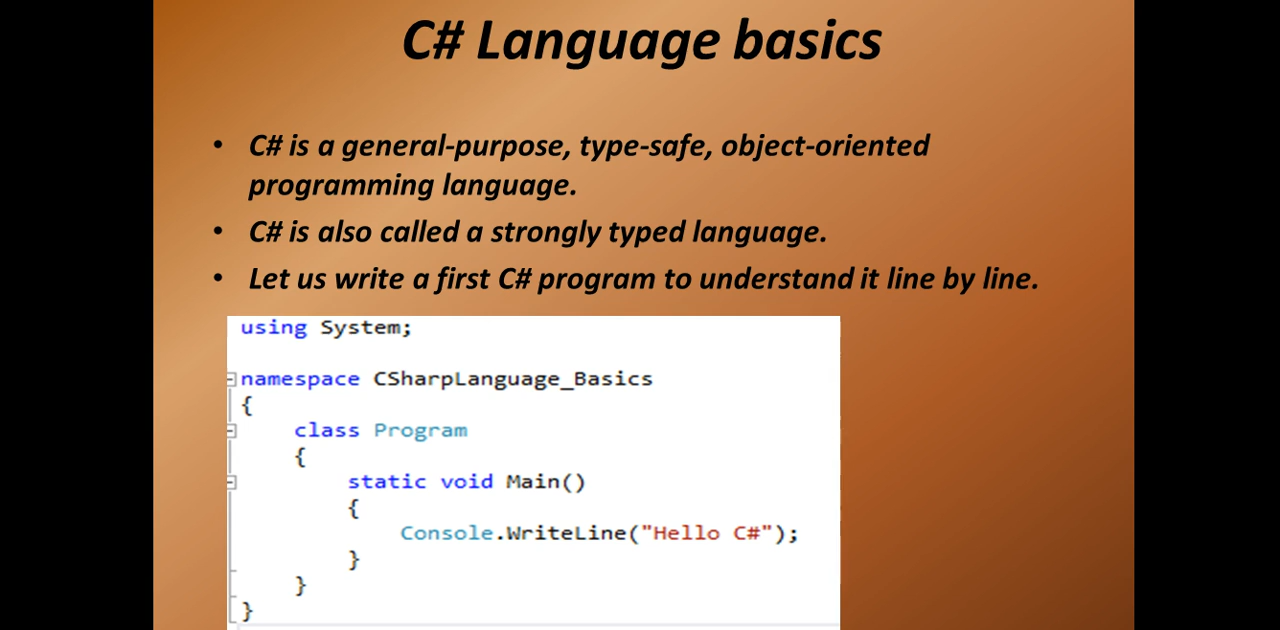 C# Language basics
• C# is a general-purpose, type-safe, object-oriented
programming language.
• C# is also called a strongly typed language.
• Let us write a first C# program to understand it line by line.
using System;
namespace CSharpLanguage_Basics
{
class Program
{
static void Main()
{
Console.WriteLine("Hello C#");
}
}
}